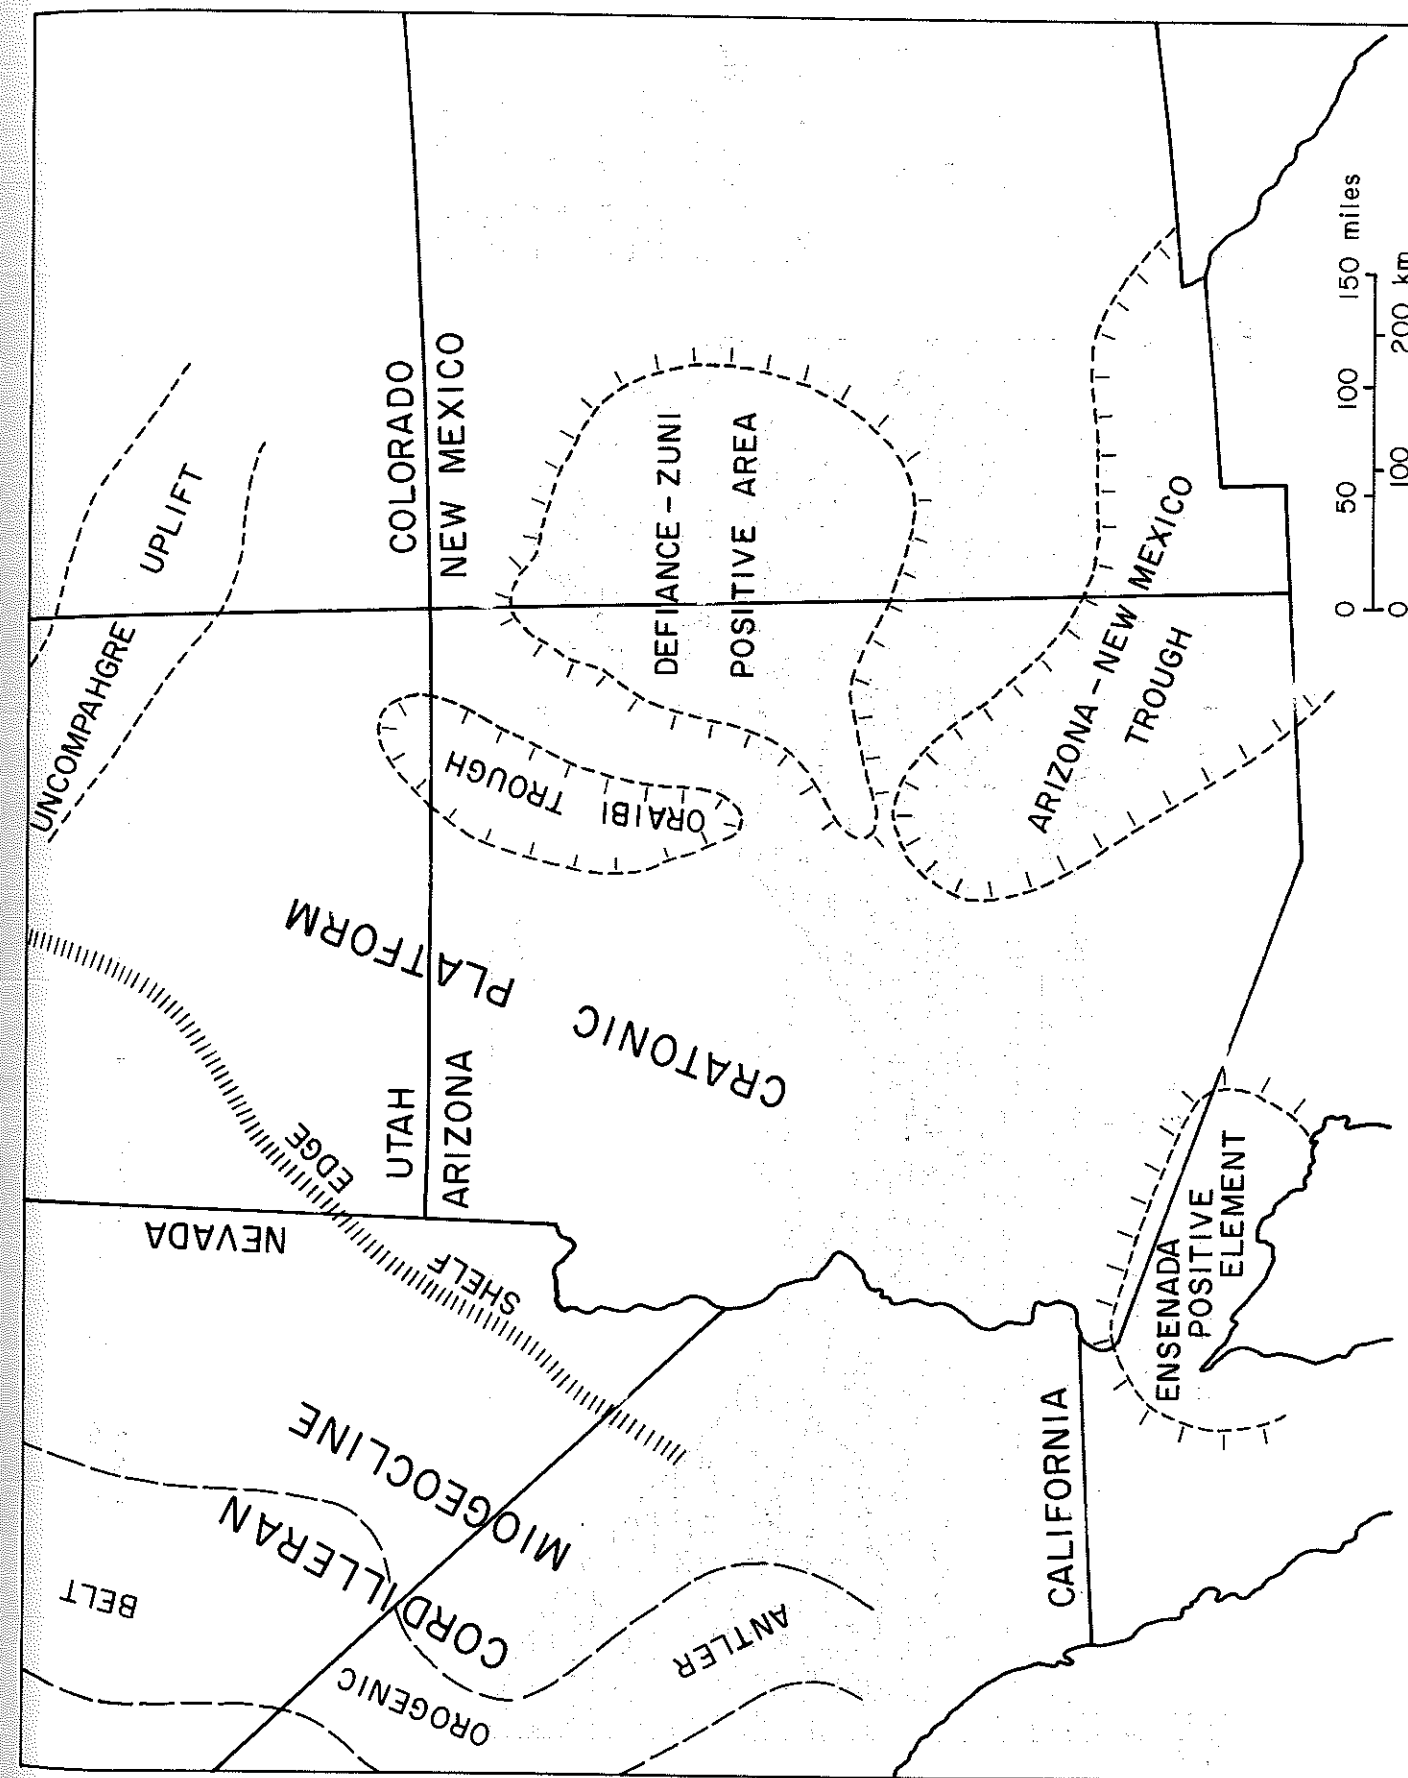 UNCOMPAHGRE
UPLIFT
COLORADO
NEW MEXICO
UTAH
ARIZONA
NEVADA
CALIFORNIA
SHELF EDGE
CRATONIC PLATFORM
ORAIBI TROUGH
DEFIANCE - ZUNI
POSITIVE AREA
ARIZONA - NEW MEXICO
TROUGH
ENSENADA
POSITIVE
ELEMENT
CORDILLERAN
MIOGEOCLINE
ANTLER OROGENIC BELT
0 50 100 150 miles
0 100 200 km